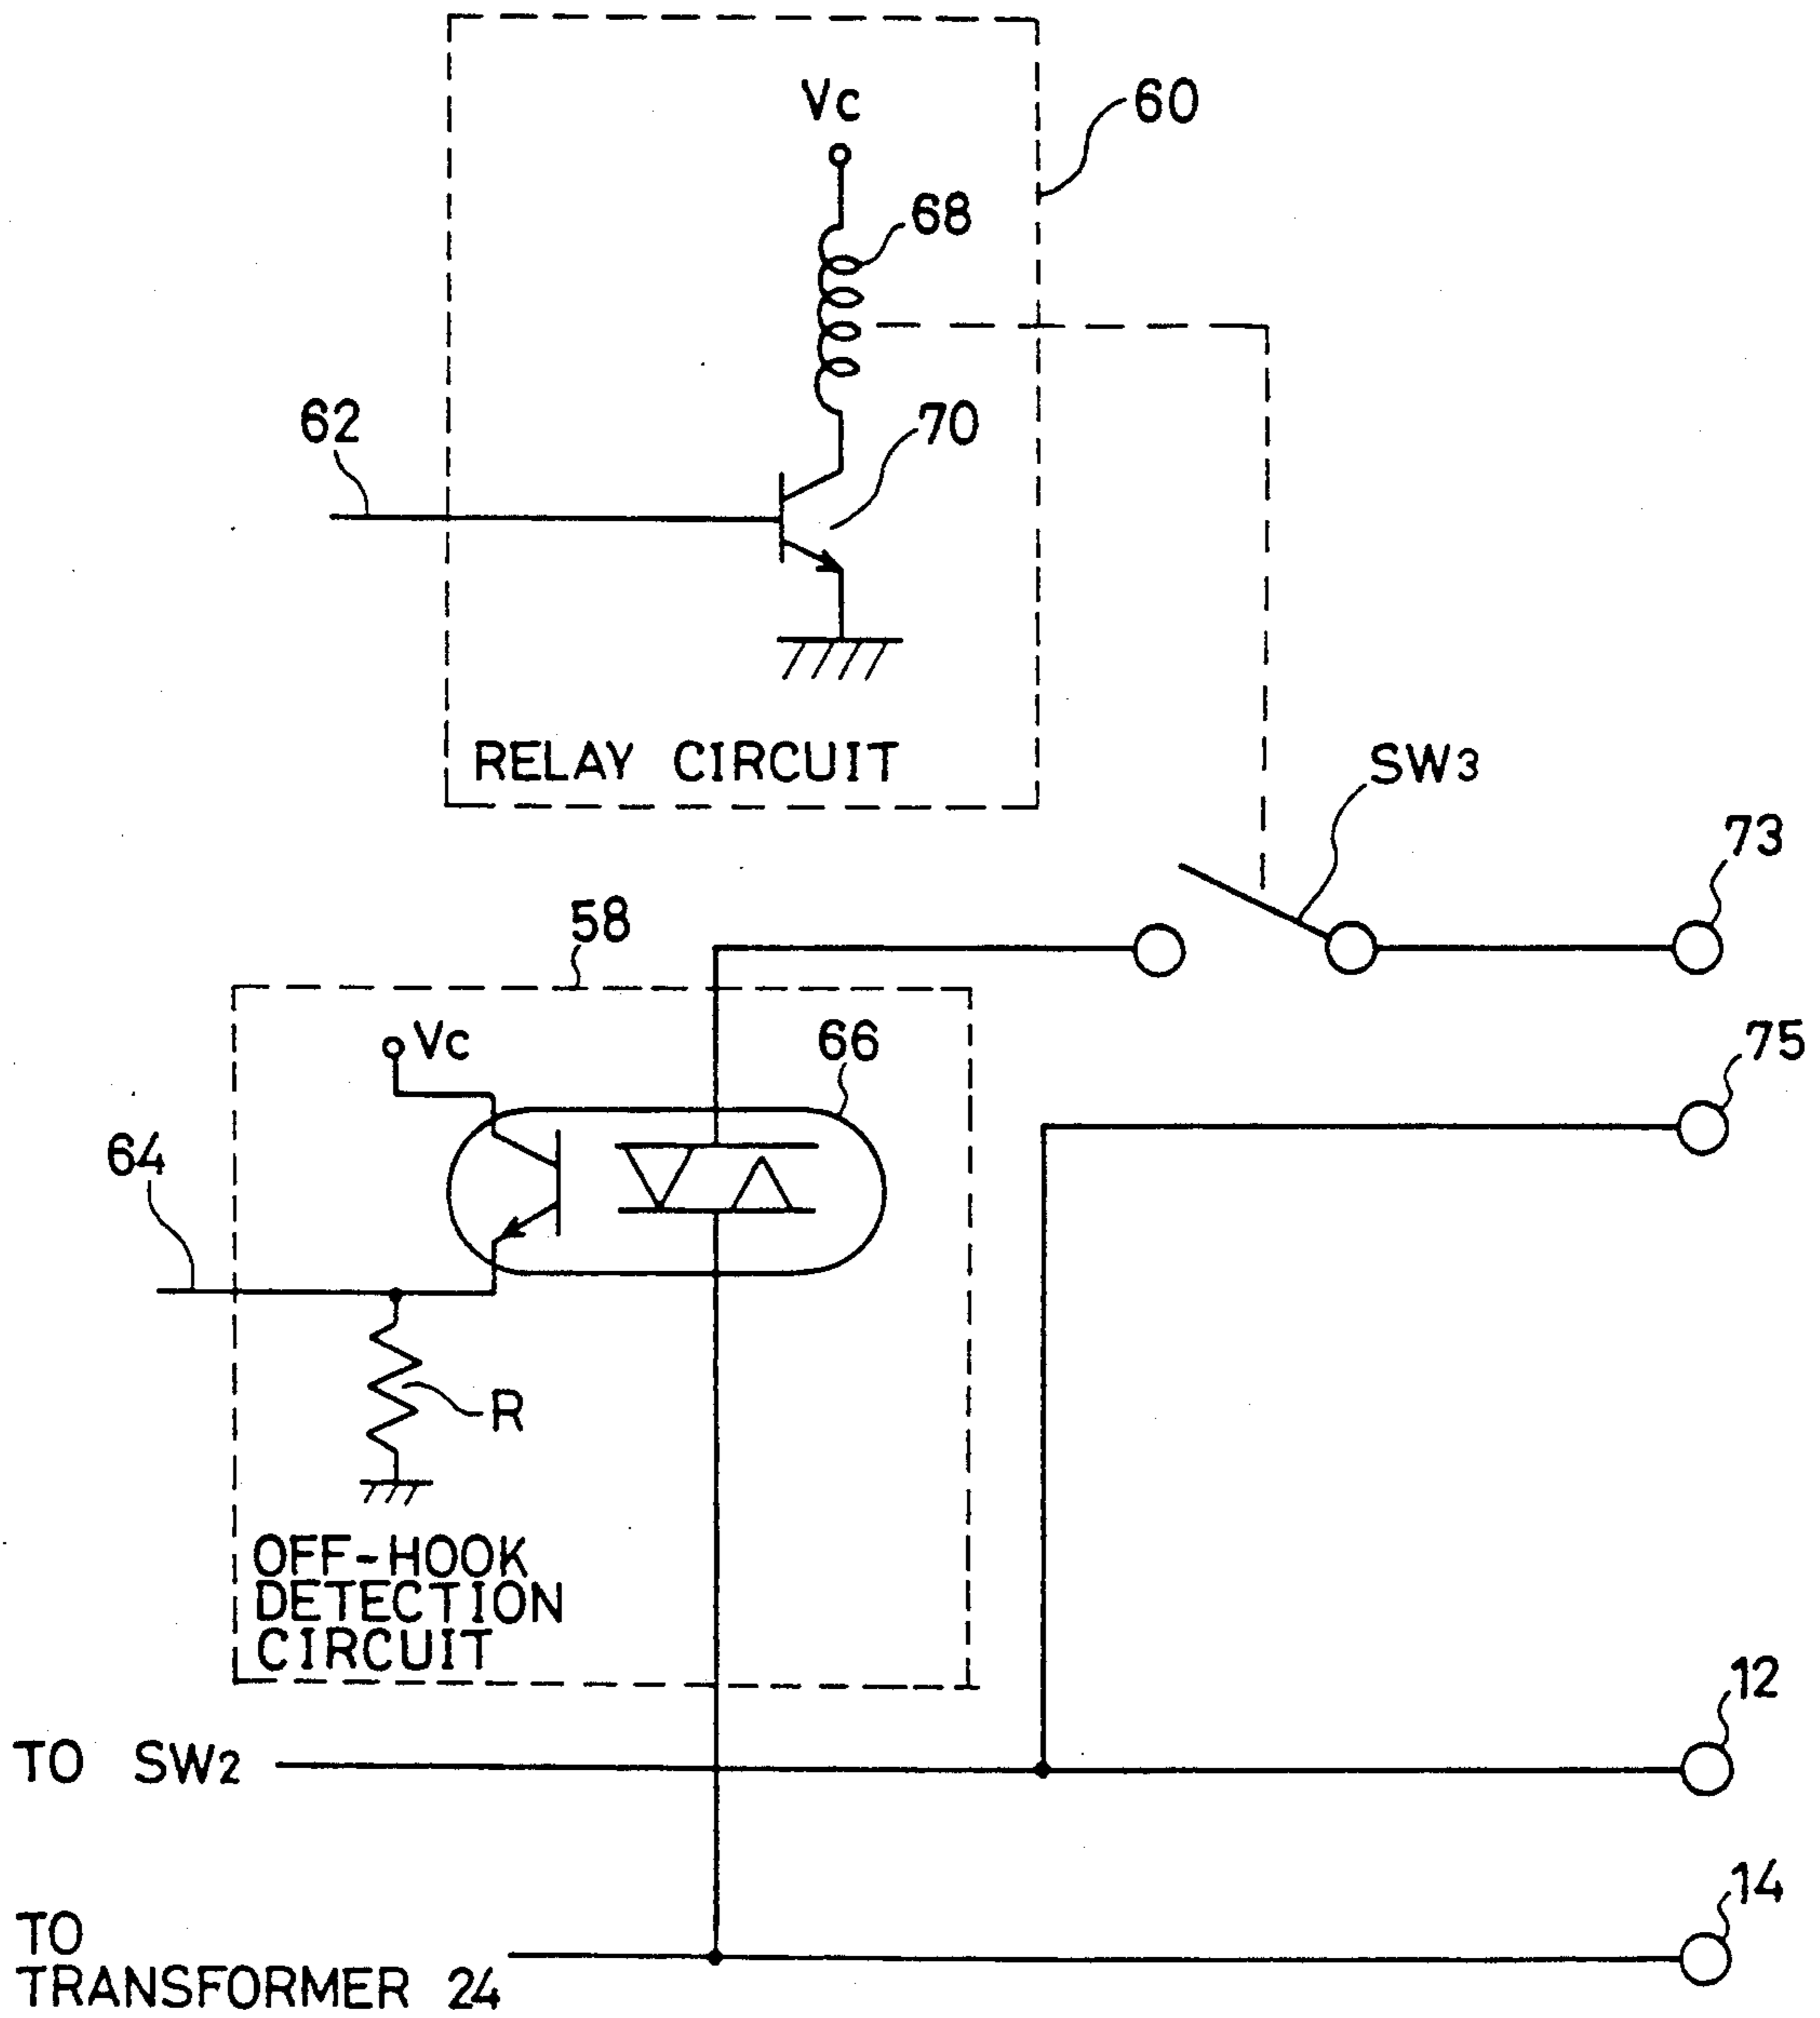 Vc
60
68
62
70
RELAY CIRCUIT
SW3
73
58
Vc
66
75
64
R
OFF-HOOK
DETECTION
CIRCUIT
12
TO SW2
14
TO
TRANSFORMER 24